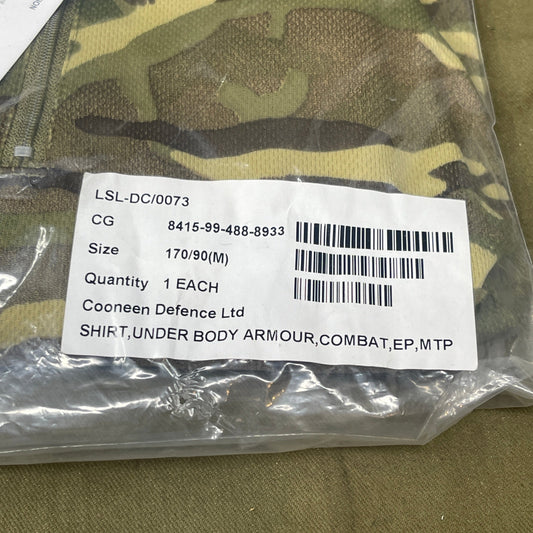 LSL-DC/0073
CG 8415-99-488-8933
Size 170/90(M)
Quantity 1 EACH
Cooneen Defence Ltd
SHIRT,UNDER BODY ARMOUR,COMBAT,EP,MTP